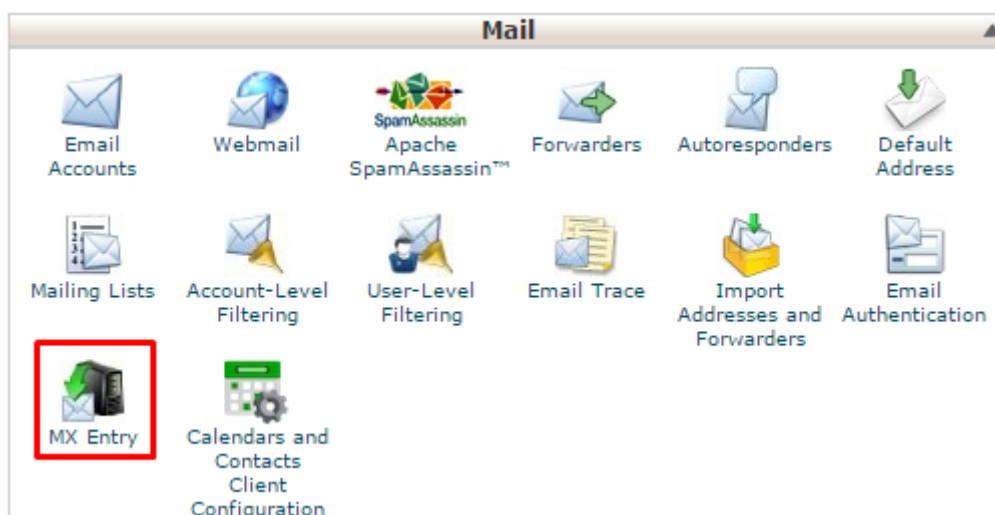 Mail
Email
Accounts
Webmail
SpamAssassin
Apache
SpamAssassin™
Forwarders
Autoresponders
Default
Address
Mailing Lists
Account-Level
Filtering
User-Level
Filtering
Email Trace
Import
Addresses and
Forwarders
Email
Authentication
MX Entry
Calendars and
Contacts
Client
Configuration